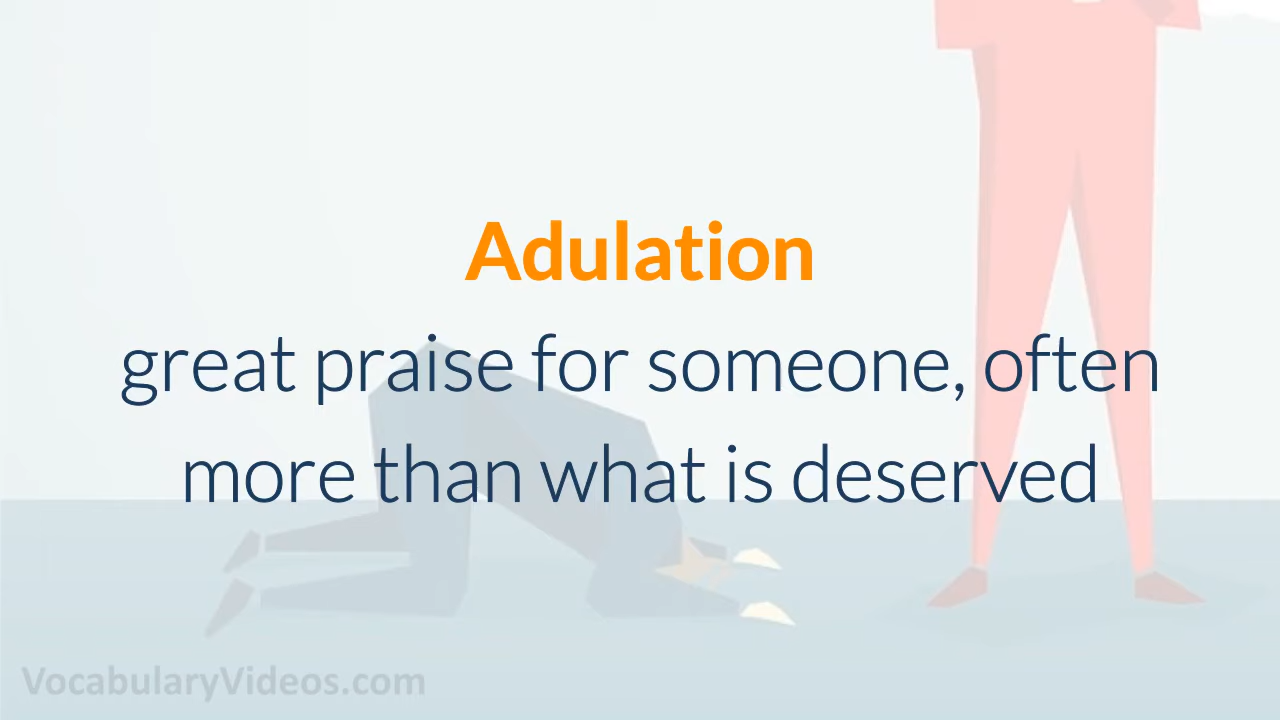 Adulation
great praise for someone, often
more than what is deserved
VocabularyVideos.com